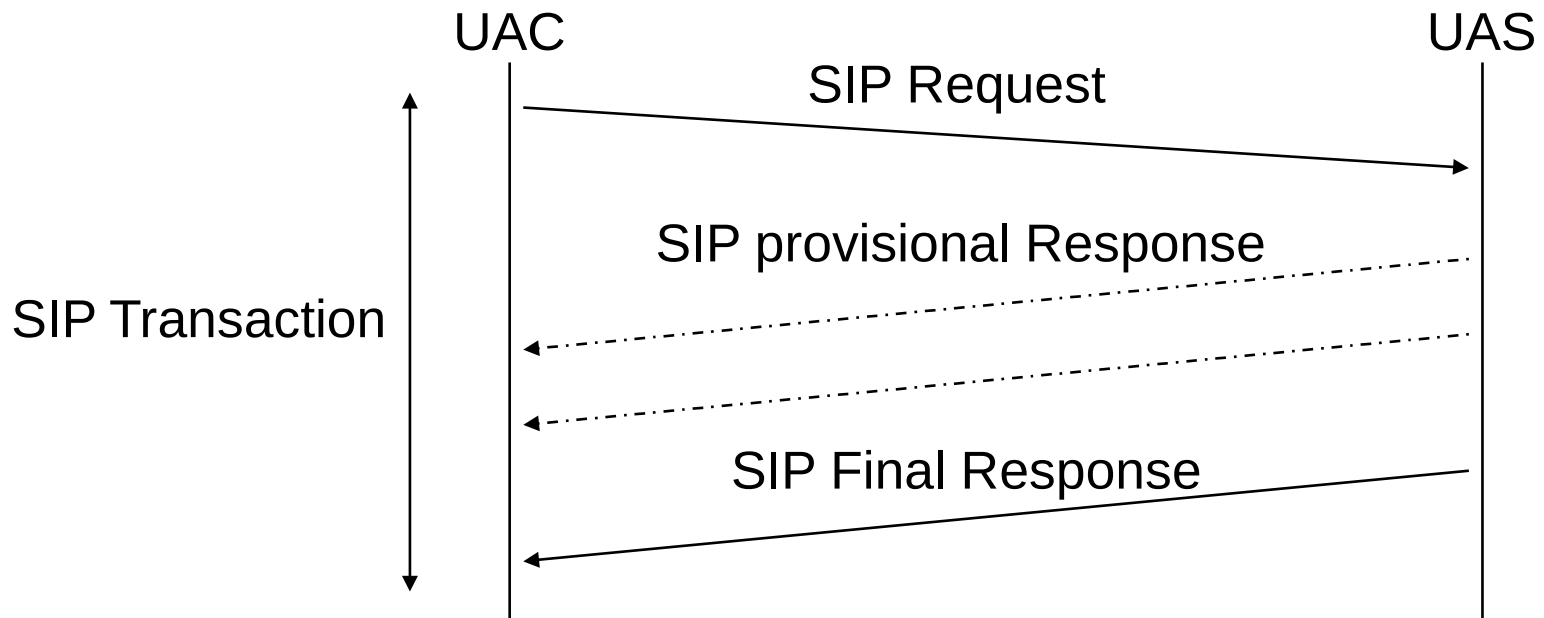 UAC
UAS
SIP Request
SIP provisional Response
SIP Transaction
SIP Final Response